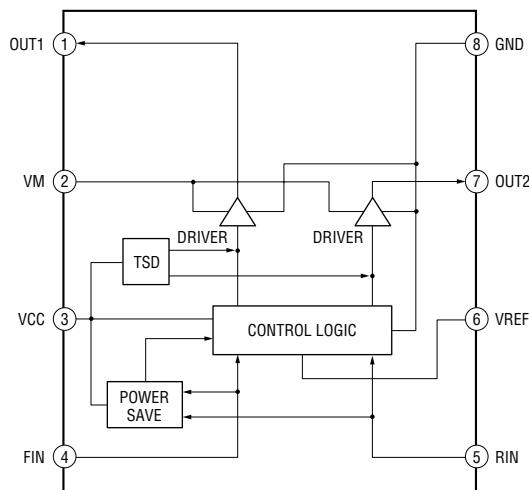 OUT1 1
8 GND
VM 2
7 OUT2
DRIVER
DRIVER
TSD
VCC 3
CONTROL LOGIC
6 VREF
POWER
SAVE
FIN 4
5 RIN